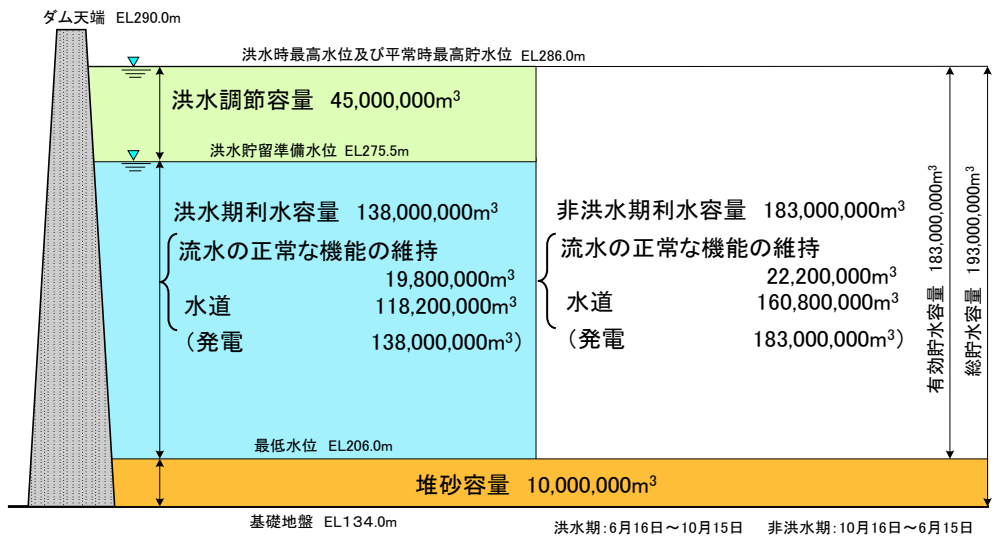 ダム天端 EL290.0m
洪水時最高水位及び平常時最高貯水位 EL286.0m
洪水調節容量 45,000,000m³
洪水貯留準備水位 EL275.5m
洪水期利水容量 138,000,000m³
流水の正常な機能の維持
19,800,000m³
水道 118,200,000m³
(発電 138,000,000m³)
非洪水期利水容量 183,000,000m³
流水の正常な機能の維持
22,200,000m³
水道 160,800,000m³
(発電 183,000,000m³)
有効貯水容量 183,000,000m³
総貯水容量 193,000,000m³
最低水位 EL206.0m
堆砂容量 10,000,000m³
基礎地盤 EL134.0m
洪水期:6月16日～10月15日 非洪水期:10月16日～6月15日